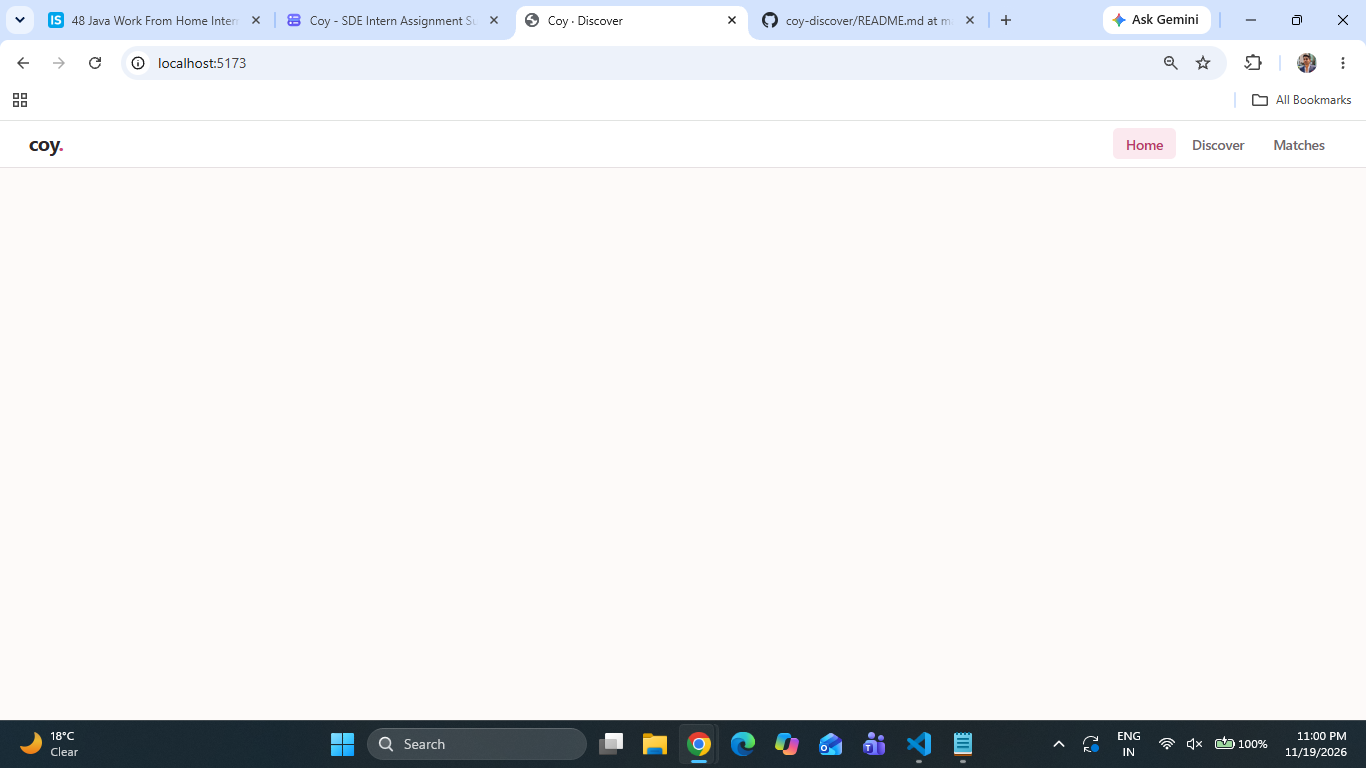 48 Java Work From Home Intern
Coy - SDE Intern Assignment Su
Coy · Discover
coy-discover/README.md at m
Ask Gemini
localhost:5173
All Bookmarks
coy.
Home
Discover
Matches
18°C
Clear
Search
ENG
IN
100%
11:00 PM
11/19/2026